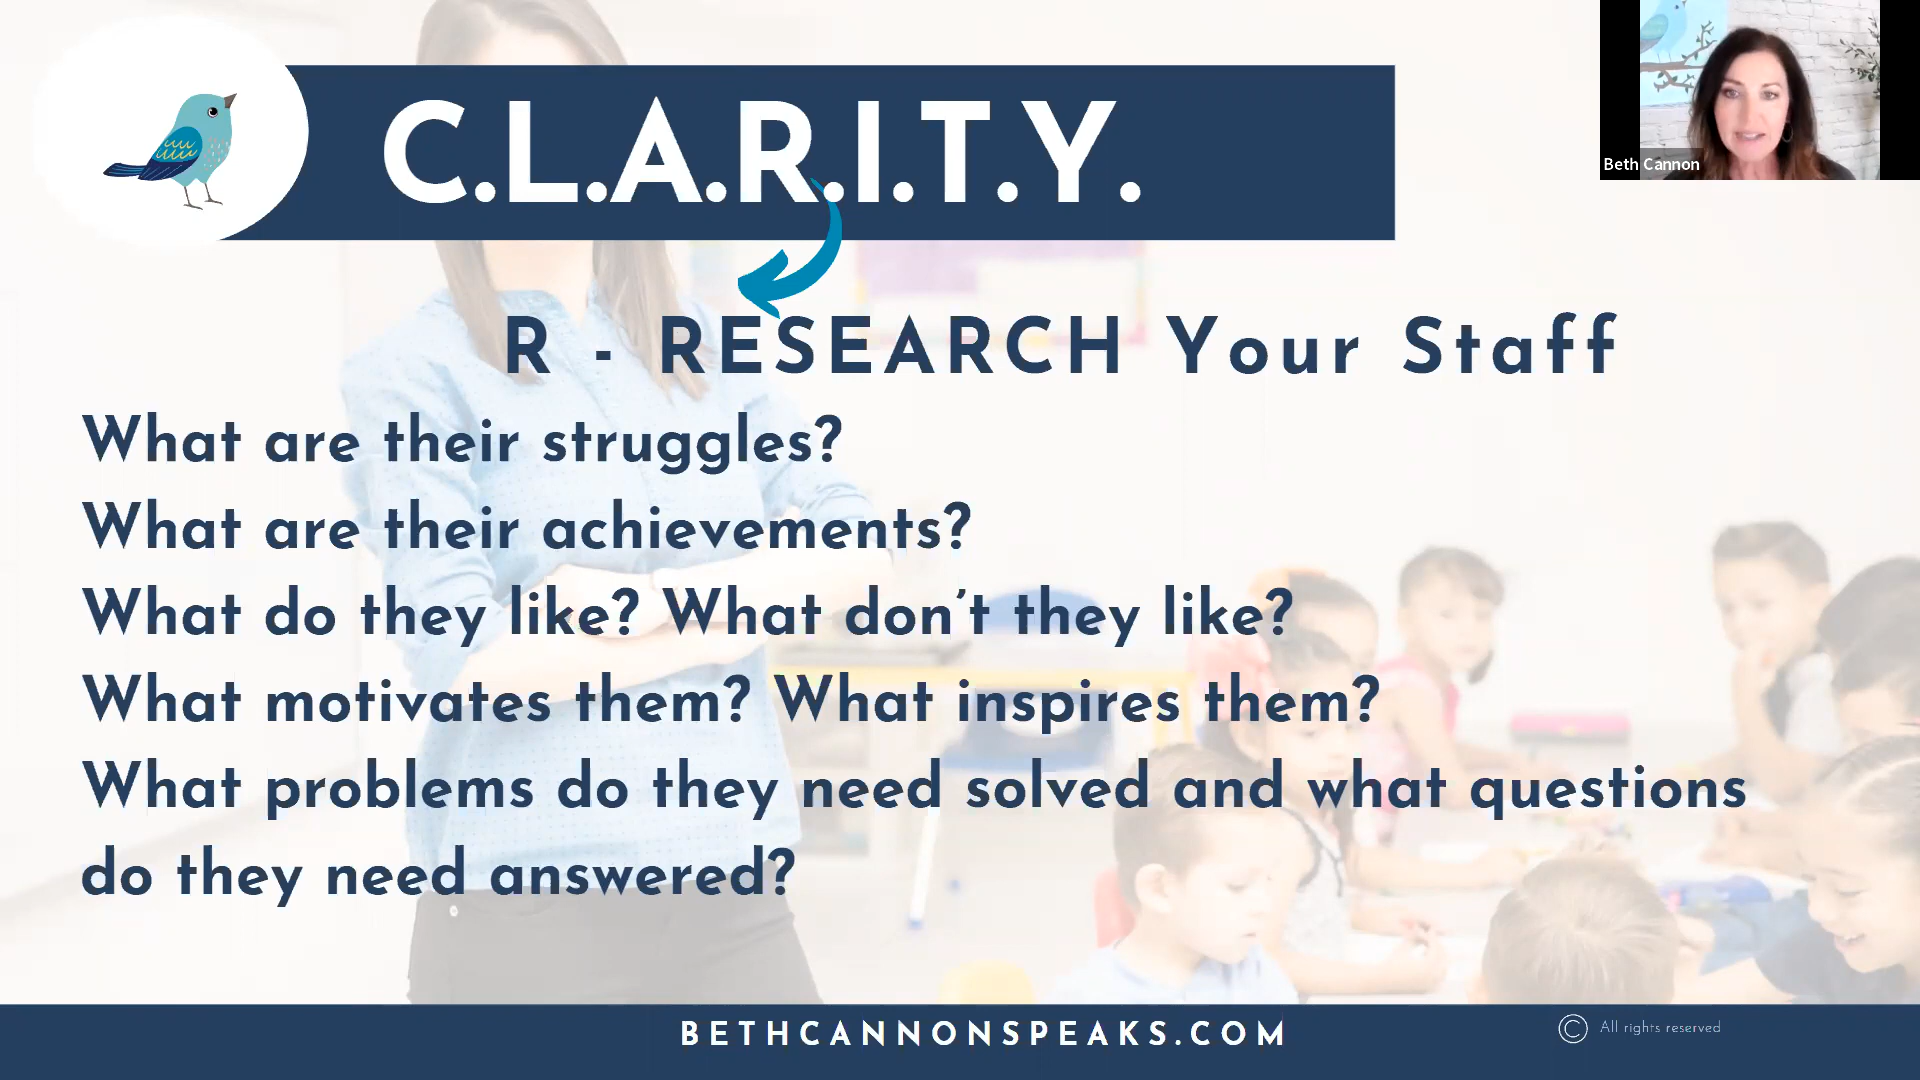 C.L.A.R.I.T.Y.
Beth Cannon
R - RESEARCH Your Staff
What are their struggles?
What are their achievements?
What do they like? What don't they like?
What motivates them? What inspires them?
What problems do they need solved and what questions
do they need answered?
BETHCANNONSPEAKS.COM
© All rights reserved